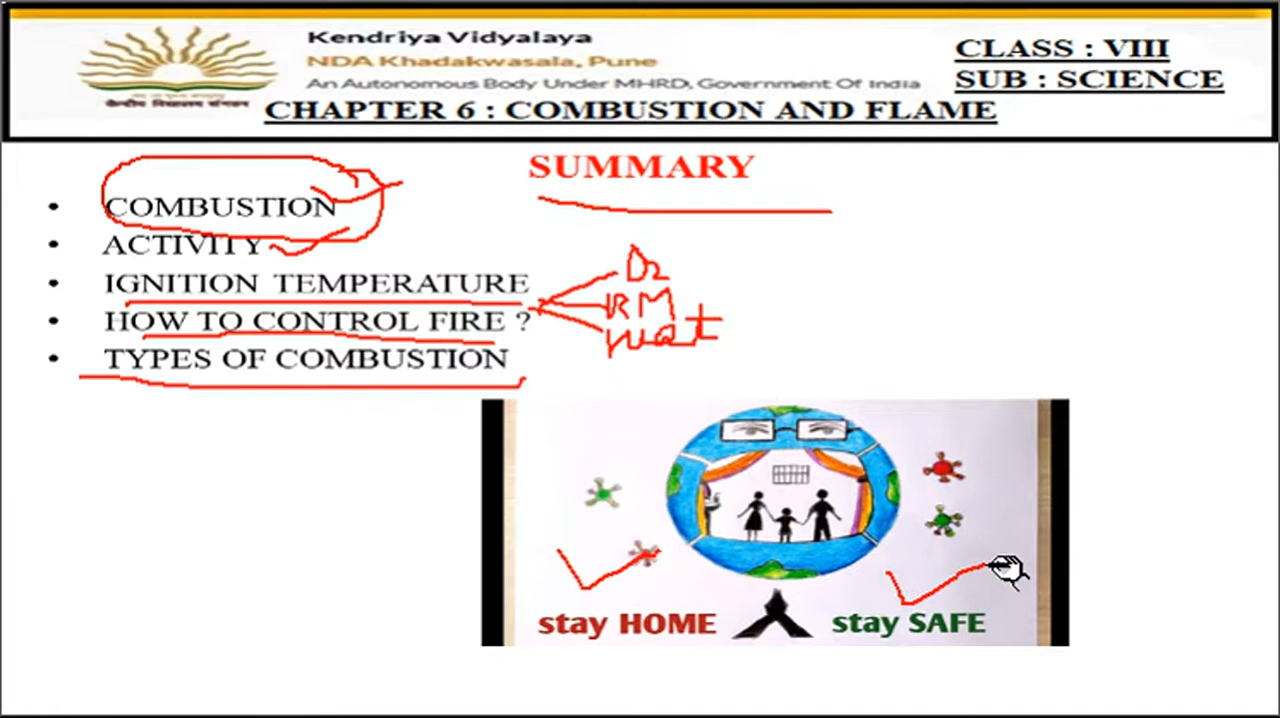 Kendriya Vidyalaya
NDA Khadakwasala, Pune
An Autonomous Body Under MHRD, Government Of India
केन्द्रीय विद्यालय संगठन
CLASS : VIII
SUB : SCIENCE
CHAPTER 6 : COMBUSTION AND FLAME
SUMMARY
• COMBUSTION
• ACTIVITY
• IGNITION TEMPERATURE
• HOW TO CONTROL FIRE ?
• TYPES OF COMBUSTION
RM
stay HOME stay SAFE